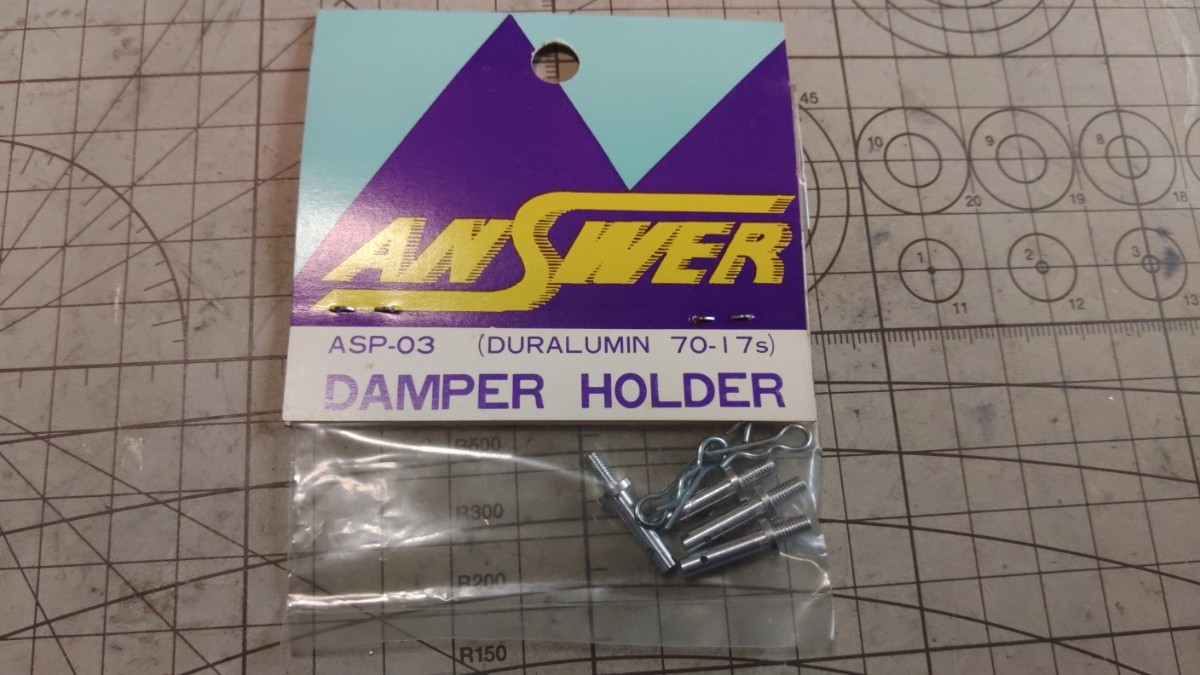 ANSWER
ASP-03 (DURALUMIN 70-17s)
DAMPER HOLDER
45
10 9 8
20 19 18
1 2 3
11 12 13
R500
R300
R200
R150